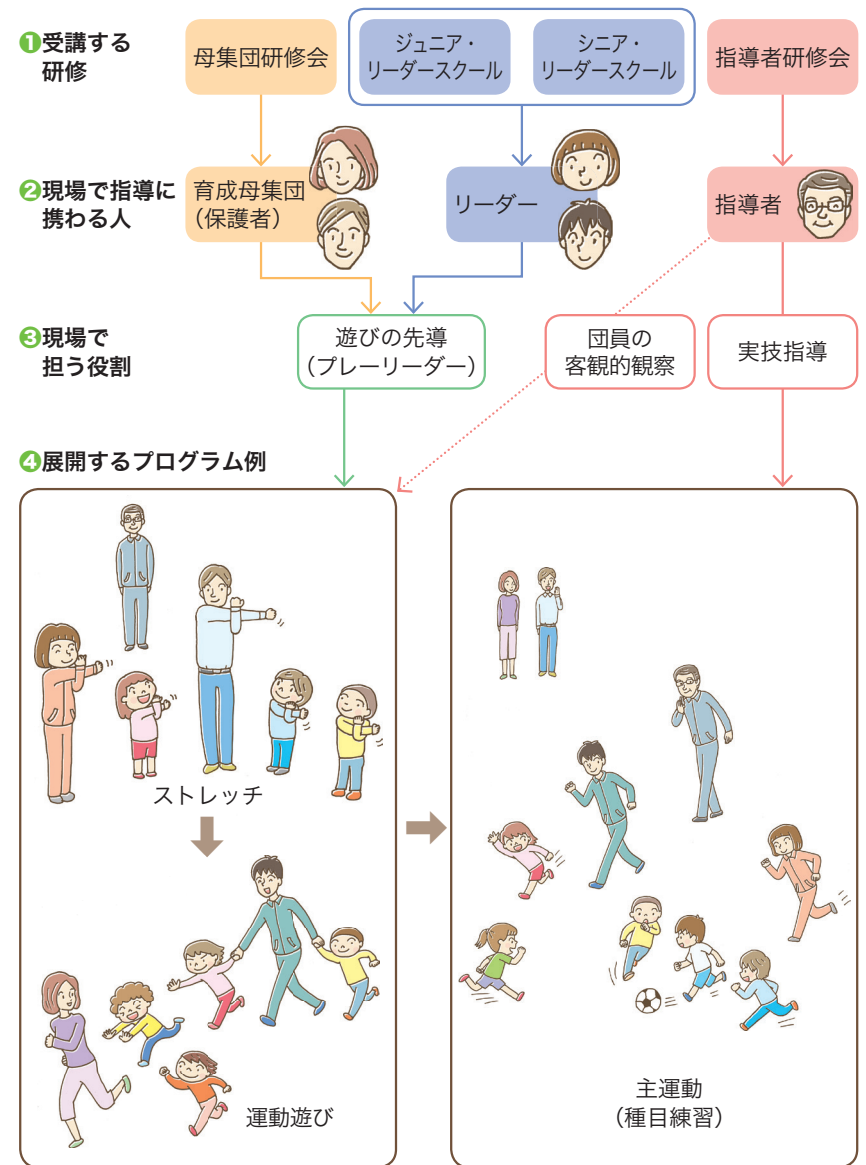 ❶受講する
研修
母集団研修会
ジュニア・
リーダースクール
シニア・
リーダースクール
指導者研修会
❷現場で指導に
携わる人
育成母集団
(保護者)
リーダー
指導者
❸現場で
担う役割
遊びの先導
(プレーリーダー)
団員の
客観的観察
実技指導
❹展開するプログラム例
ストレッチ
運動遊び
主運動
(種目練習)